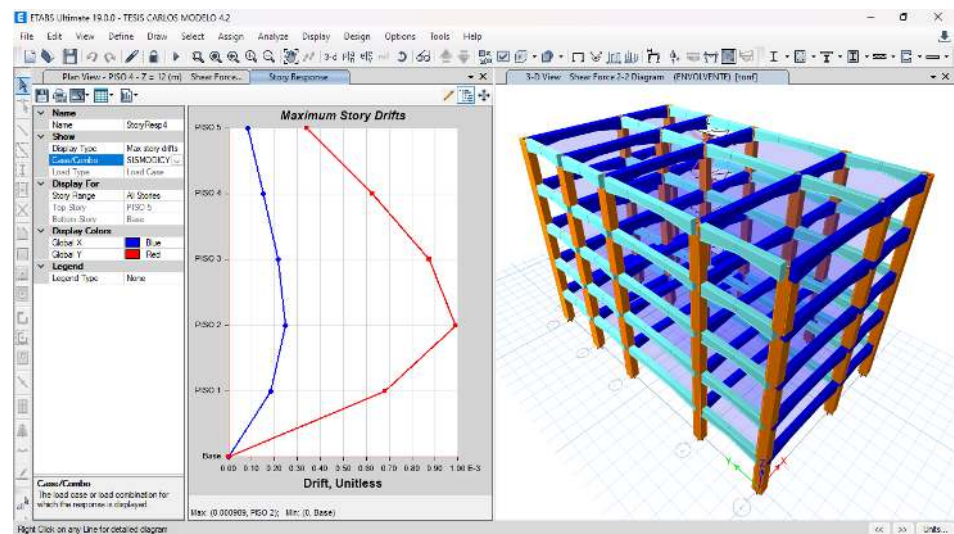 ETABS Ultimate 19.0.0 - TESIS CARLOS MODELO 4.2
File Edit View Define Draw Select Assign Analyze Display Design Options Tools Help
3-d
Plan View - PISO 4 - Z = 12 (m) Shear Force... Story Response
3-D View Shear Force 2-2 Diagram (ENVOLVENTE) [tonf]
Name
Name StoryResp4
Show
Display Type Max story drifts
Case/Combo
Load Type Load Case
Display For
Story Range All Stories
Top Story PISO 5
Bottom Story Base
Display Colors
Global X Blue
Global Y Red
Legend
Legend Type None
Maximum Story Drifts
PISO 5
PISO 4
PISO 3
PISO 2
PISO 1
Base
0.00 0.10 0.20 0.30 0.40 0.50 0.60 0.70 0.80 0.90 1.00 E-3
Drift, Unitless
Case/Combo
The load case or load combination for
which the response is displayed
Max: (0.000989, PISO 2); Min: (0, Base)
Y X
Right Click on any Line for detailed diagram
<< >> Units...